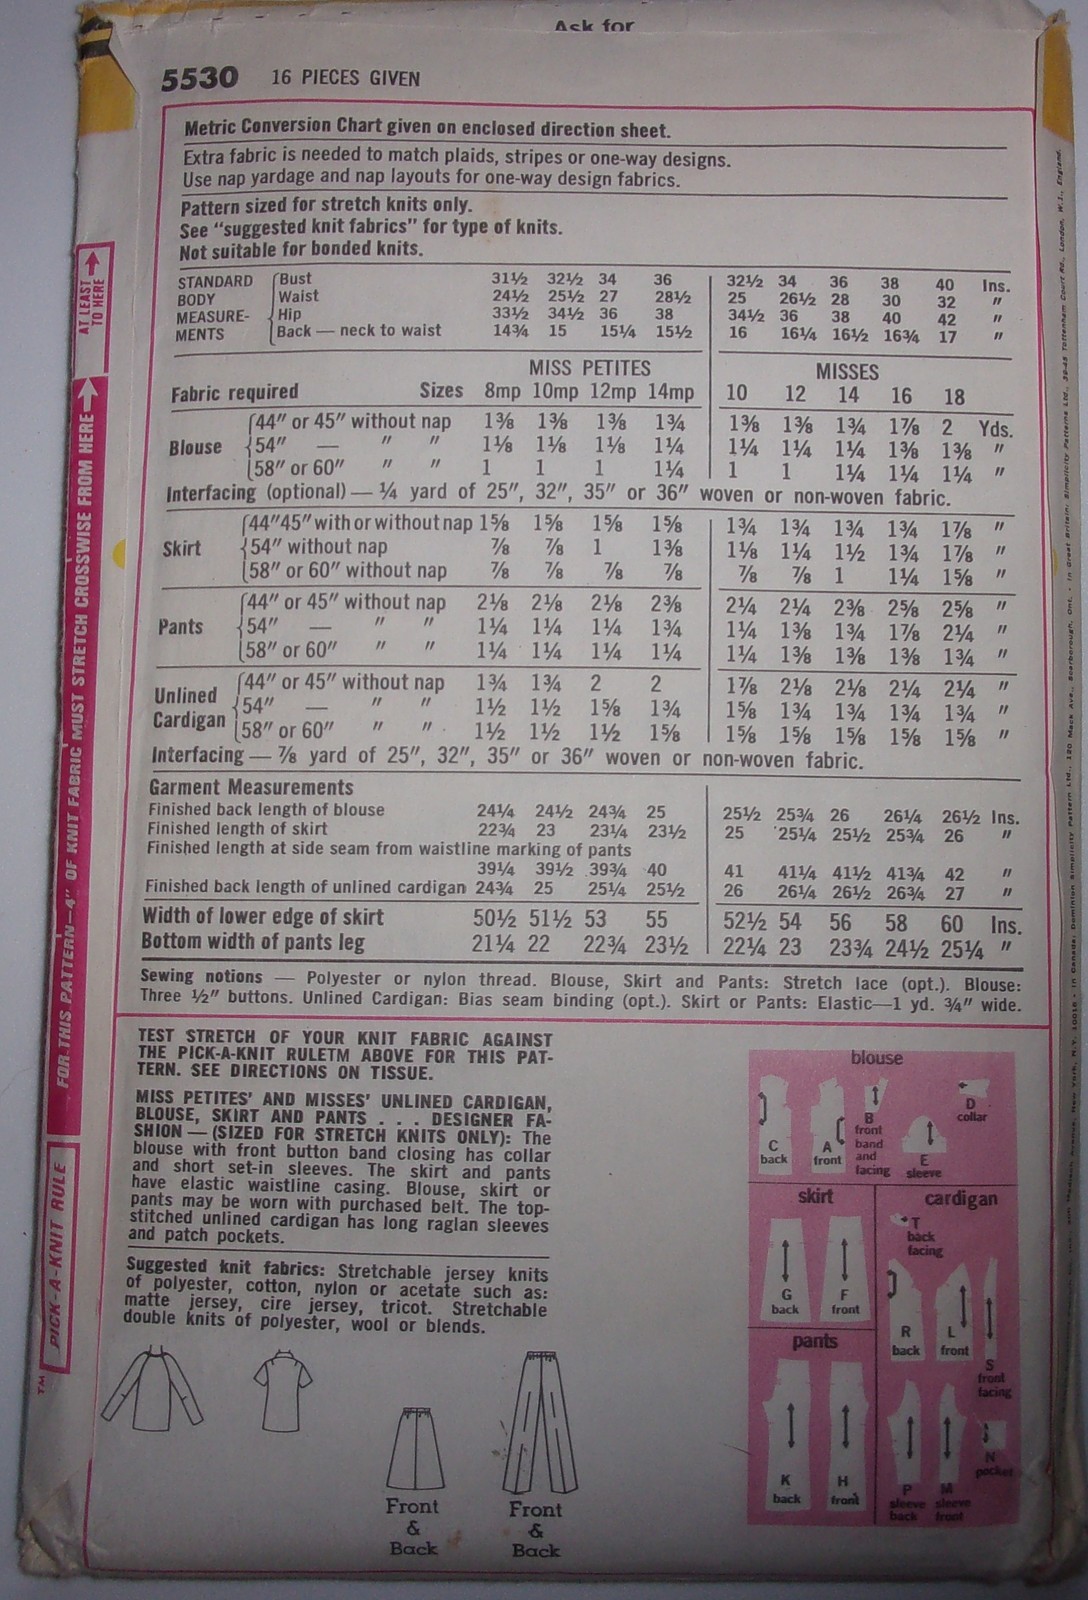 Ask for
5530 16 PIECES GIVEN
Metric Conversion Chart given on enclosed direction sheet.
Extra fabric is needed to match plaids, stripes or one-way designs.
Use nap yardage and nap layouts for one-way design fabrics.
Pattern sized for stretch knits only.
See "suggested knit fabrics" for type of knits.
Not suitable for bonded knits.
STANDARD Bust 31½ 32½ 34 36 32½ 34 36 38 40 Ins.
BODY Waist 24½ 25½ 27 28½ 25 26½ 28 30 32 "
MEASURE- Hip 33½ 34½ 36 38 34½ 36 38 40 42 "
MENTS Back — neck to waist 14¾ 15 15¼ 15½ 16 16¼ 16½ 16¾ 17 "
MISS PETITES MISSES
Fabric required Sizes 8mp 10mp 12mp 14mp 10 12 14 16 18
44" or 45" without nap 1⅜ 1⅜ 1⅜ 1¾ 1⅜ 1⅜ 1¾ 1⅞ 2 Yds.
Blouse 54" — " " 1⅛ 1⅛ 1⅛ 1¼ 1¼ 1¼ 1¼ 1⅜ 1⅜ "
58" or 60" " " 1 1 1 1¼ 1 1 1¼ 1¼ 1¼ "
Interfacing (optional) — ¼ yard of 25", 32", 35" or 36" woven or non-woven fabric.
44"45" with or without nap 1⅝ 1⅝ 1⅝ 1⅝ 1¾ 1¾ 1¾ 1¾ 1⅞ "
Skirt 54" without nap ⅞ ⅞ 1 1⅜ 1⅛ 1¼ 1½ 1¾ 1⅞ "
58" or 60" without nap ⅞ ⅞ ⅞ ⅞ ⅞ ⅞ 1 1¼ 1⅝ "
44" or 45" without nap 2⅛ 2⅛ 2⅛ 2⅜ 2¼ 2¼ 2⅜ 2⅝ 2⅝ "
Pants 54" — " " 1¼ 1¼ 1¼ 1¾ 1¼ 1⅜ 1¾ 1⅞ 2¼ "
58" or 60" " " 1¼ 1¼ 1¼ 1¼ 1¼ 1⅜ 1⅜ 1⅜ 1¾ "
44" or 45" without nap 1¾ 1¾ 2 2 1⅞ 2⅛ 2⅛ 2¼ 2¼ "
Unlined 54" — " " 1½ 1½ 1⅝ 1¾ 1⅝ 1¾ 1¾ 1¾ 1¾ "
Cardigan 58" or 60" " " 1½ 1½ 1½ 1⅝ 1⅝ 1⅝ 1⅝ 1⅝ 1⅝ "
Interfacing — ⅞ yard of 25", 32", 35" or 36" woven or non-woven fabric.
Garment Measurements
Finished back length of blouse 24¼ 24½ 24¾ 25 25½ 25¾ 26 26¼ 26½ Ins.
Finished length of skirt 22¾ 23 23¼ 23½ 25 25¼ 25½ 25¾ 26 "
Finished length at side seam from waistline marking of pants
39¼ 39½ 39¾ 40 41 41¼ 41½ 41¾ 42 "
Finished back length of unlined cardigan 24¾ 25 25¼ 25½ 26 26¼ 26½ 26¾ 27 "
Width of lower edge of skirt 50½ 51½ 53 55 52½ 54 56 58 60 Ins.
Bottom width of pants leg 21¼ 22 22¾ 23½ 22¼ 23 23¾ 24½ 25¼ "
Sewing notions — Polyester or nylon thread. Blouse, Skirt and Pants: Stretch lace (opt.). Blouse:
Three ½" buttons. Unlined Cardigan: Bias seam binding (opt.). Skirt or Pants: Elastic—1 yd. ¾" wide.
TEST STRETCH OF YOUR KNIT FABRIC AGAINST
THE PICK-A-KNIT RULETM ABOVE FOR THIS PAT-
TERN. SEE DIRECTIONS ON TISSUE.
MISS PETITES' AND MISSES' UNLINED CARDIGAN,
BLOUSE, SKIRT AND PANTS . . . DESIGNER FA-
SHION — (SIZED FOR STRETCH KNITS ONLY): The
blouse with front button band closing has collar
and short set-in sleeves. The skirt and pants
have elastic waistline casing. Blouse, skirt or
pants may be worn with purchased belt. The top-
stitched unlined cardigan has long raglan sleeves
and patch pockets.
Suggested knit fabrics: Stretchable jersey knits
of polyester, cotton, nylon or acetate such as:
matte jersey, cire jersey, tricot. Stretchable
double knits of polyester, wool or blends.
Front
&
Back
Front
&
Back
blouse
C
back
A
front
B
front
band
and
facing
E
sleeve
D
collar
skirt
G
back
F
front
pants
K
back
H
front
cardigan
T
back
facing
R
back
L
front
S
front
facing
P
sleeve
back
M
sleeve
front
N
pocket
AT LEAST
TO HERE
FOR THIS PATTERN—4" OF KNIT FABRIC MUST STRETCH CROSSWISE FROM HERE
PICK-A-KNIT RULE
TM